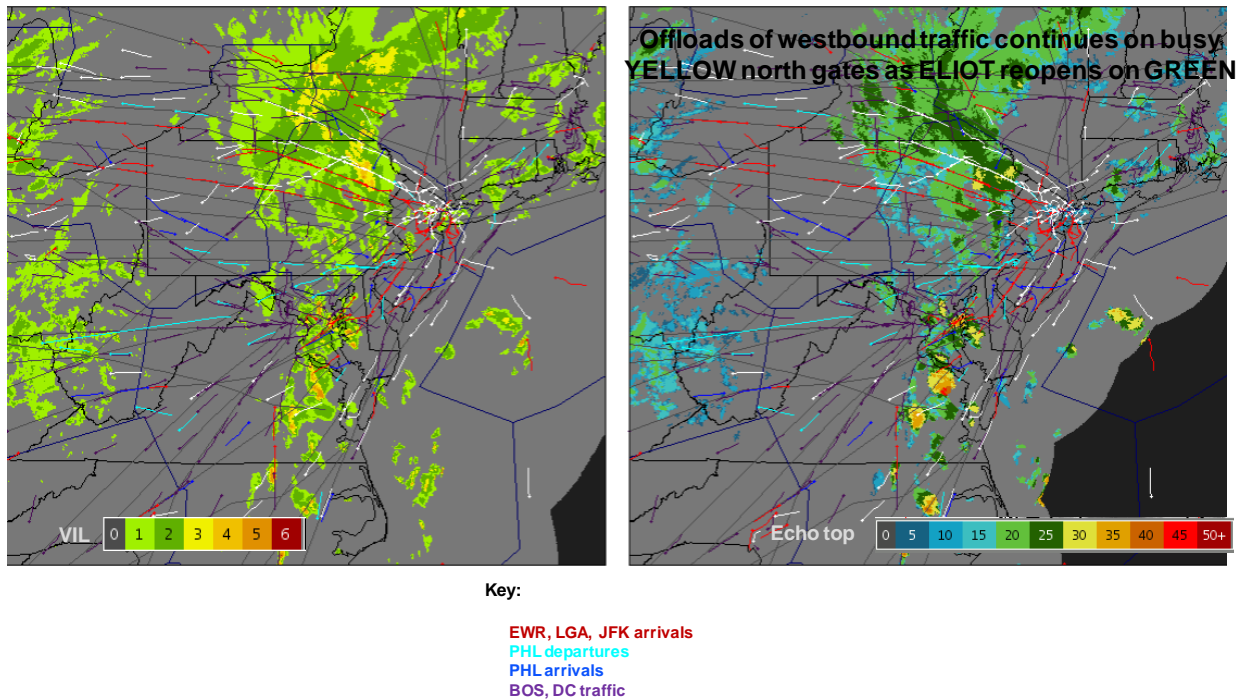 Offloads of westbound traffic continues on busy
YELLOW north gates as ELIOT reopens on GREEN
VIL 0 1 2 3 4 5 6
Echo top 0 5 10 15 20 25 30 35 40 45 50+
Key:
EWR, LGA, JFK arrivals
PHL departures
PHL arrivals
BOS, DC traffic